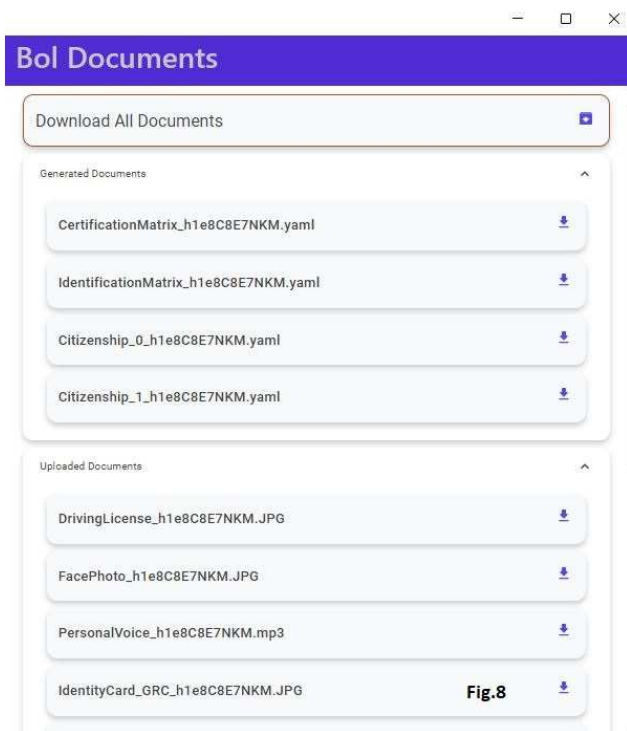 Bol Documents
Download All Documents
Generated Documents
CertificationMatrix_h1e8C8E7NKM.yaml
IdentificationMatrix_h1e8C8E7NKM.yaml
Citizenship_0_h1e8C8E7NKM.yaml
Citizenship_1_h1e8C8E7NKM.yaml
Uploaded Documents
DrivingLicense_h1e8C8E7NKM.JPG
FacePhoto_h1e8C8E7NKM.JPG
PersonalVoice_h1e8C8E7NKM.mp3
IdentityCard_GRC_h1e8C8E7NKM.JPG Fig.8